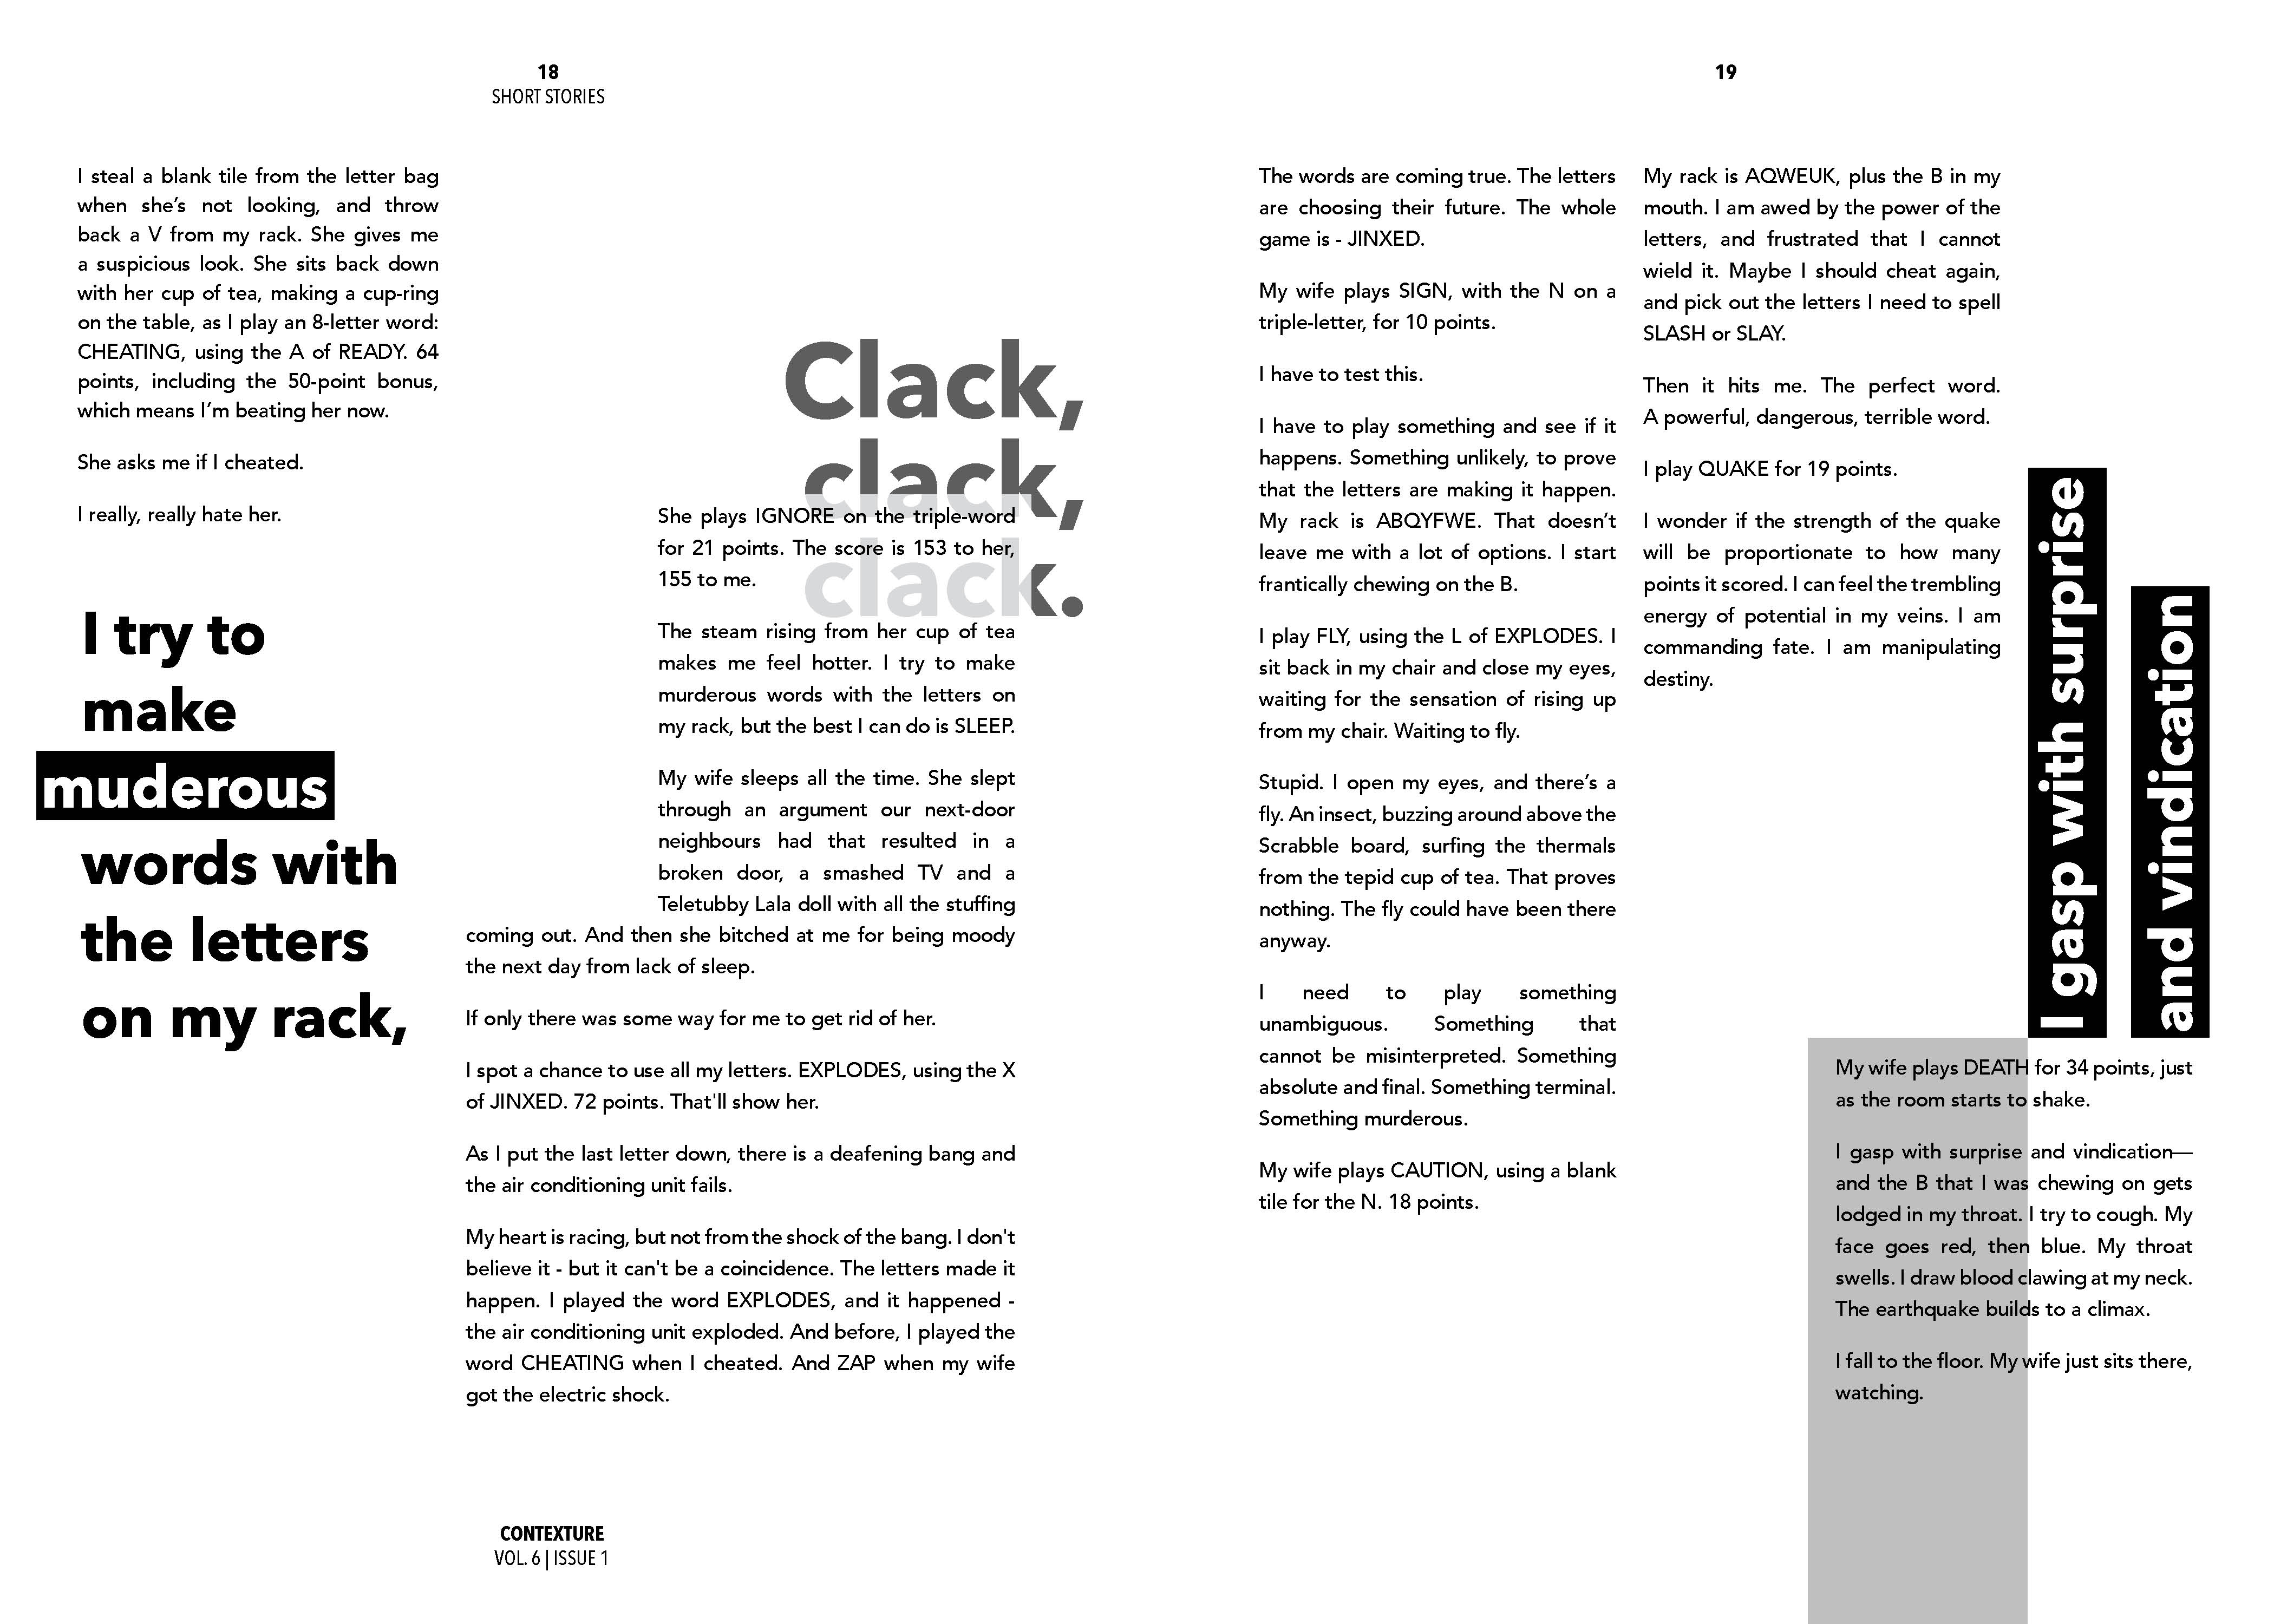 18
SHORT STORIES
I steal a blank tile from the letter bag
when she’s not looking, and throw
back a V from my rack. She gives me
a suspicious look. She sits back down
with her cup of tea, making a cup-ring
on the table, as I play an 8-letter word:
CHEATING, using the A of READY. 64
points, including the 50-point bonus,
which means I’m beating her now.
She asks me if I cheated.
I really, really hate her.
I try to
make
muderous
words with
the letters
on my rack,
Clack,
clack,
clack.
She plays IGNORE on the triple-word
for 21 points. The score is 153 to her,
155 to me.
The steam rising from her cup of tea
makes me feel hotter. I try to make
murderous words with the letters on
my rack, but the best I can do is SLEEP.
My wife sleeps all the time. She slept
through an argument our next-door
neighbours had that resulted in a
broken door, a smashed TV and a
Teletubby Lala doll with all the stuffing
coming out. And then she bitched at me for being moody
the next day from lack of sleep.
If only there was some way for me to get rid of her.
I spot a chance to use all my letters. EXPLODES, using the X
of JINXED. 72 points. That'll show her.
As I put the last letter down, there is a deafening bang and
the air conditioning unit fails.
My heart is racing, but not from the shock of the bang. I don't
believe it - but it can't be a coincidence. The letters made it
happen. I played the word EXPLODES, and it happened -
the air conditioning unit exploded. And before, I played the
word CHEATING when I cheated. And ZAP when my wife
got the electric shock.
CONTEXTURE
VOL. 6 | ISSUE 1
19
The words are coming true. The letters
are choosing their future. The whole
game is - JINXED.
My wife plays SIGN, with the N on a
triple-letter, for 10 points.
I have to test this.
I have to play something and see if it
happens. Something unlikely, to prove
that the letters are making it happen.
My rack is ABQYFWE. That doesn’t
leave me with a lot of options. I start
frantically chewing on the B.
I play FLY, using the L of EXPLODES. I
sit back in my chair and close my eyes,
waiting for the sensation of rising up
from my chair. Waiting to fly.
Stupid. I open my eyes, and there’s a
fly. An insect, buzzing around above the
Scrabble board, surfing the thermals
from the tepid cup of tea. That proves
nothing. The fly could have been there
anyway.
I need to play something
unambiguous. Something that
cannot be misinterpreted. Something
absolute and final. Something terminal.
Something murderous.
My wife plays CAUTION, using a blank
tile for the N. 18 points.
My rack is AQWEUK, plus the B in my
mouth. I am awed by the power of the
letters, and frustrated that I cannot
wield it. Maybe I should cheat again,
and pick out the letters I need to spell
SLASH or SLAY.
Then it hits me. The perfect word.
A powerful, dangerous, terrible word.
I play QUAKE for 19 points.
I wonder if the strength of the quake
will be proportionate to how many
points it scored. I can feel the trembling
energy of potential in my veins. I am
commanding fate. I am manipulating
destiny.
I gasp with surprise
and vindication
My wife plays DEATH for 34 points, just
as the room starts to shake.
I gasp with surprise and vindication—
and the B that I was chewing on gets
lodged in my throat. I try to cough. My
face goes red, then blue. My throat
swells. I draw blood clawing at my neck.
The earthquake builds to a climax.
I fall to the floor. My wife just sits there,
watching.